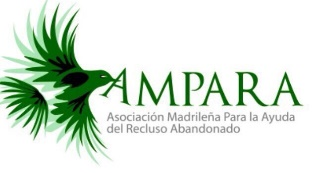 AMPARA
Asociación Madrileña Para la Ayuda
del Recluso Abandonado